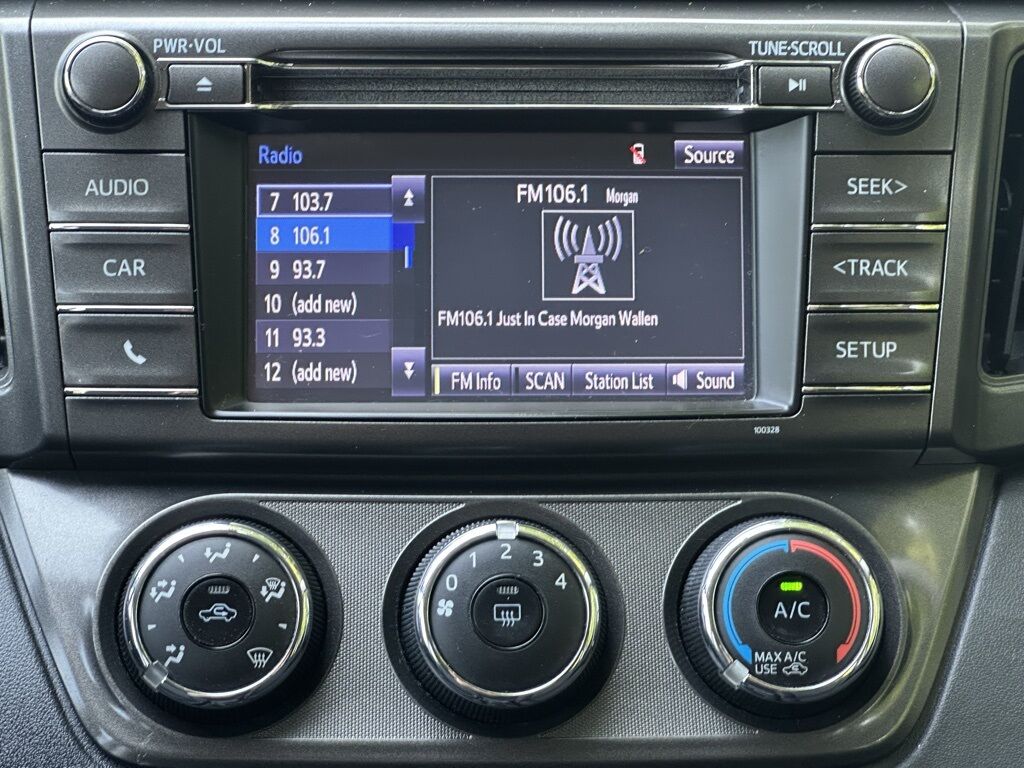 PWR·VOL
TUNE·SCROLL
AUDIO
CAR
Radio
Source
7 103.7
8 106.1
9 93.7
10 (add new)
11 93.3
12 (add new)
FM106.1 Morgan
FM106.1 Just In Case Morgan Wallen
FM Info
SCAN
Station List
Sound
SEEK>
<TRACK
SETUP
100328
0 1 2 3 4
A/C
MAX A/C
USE